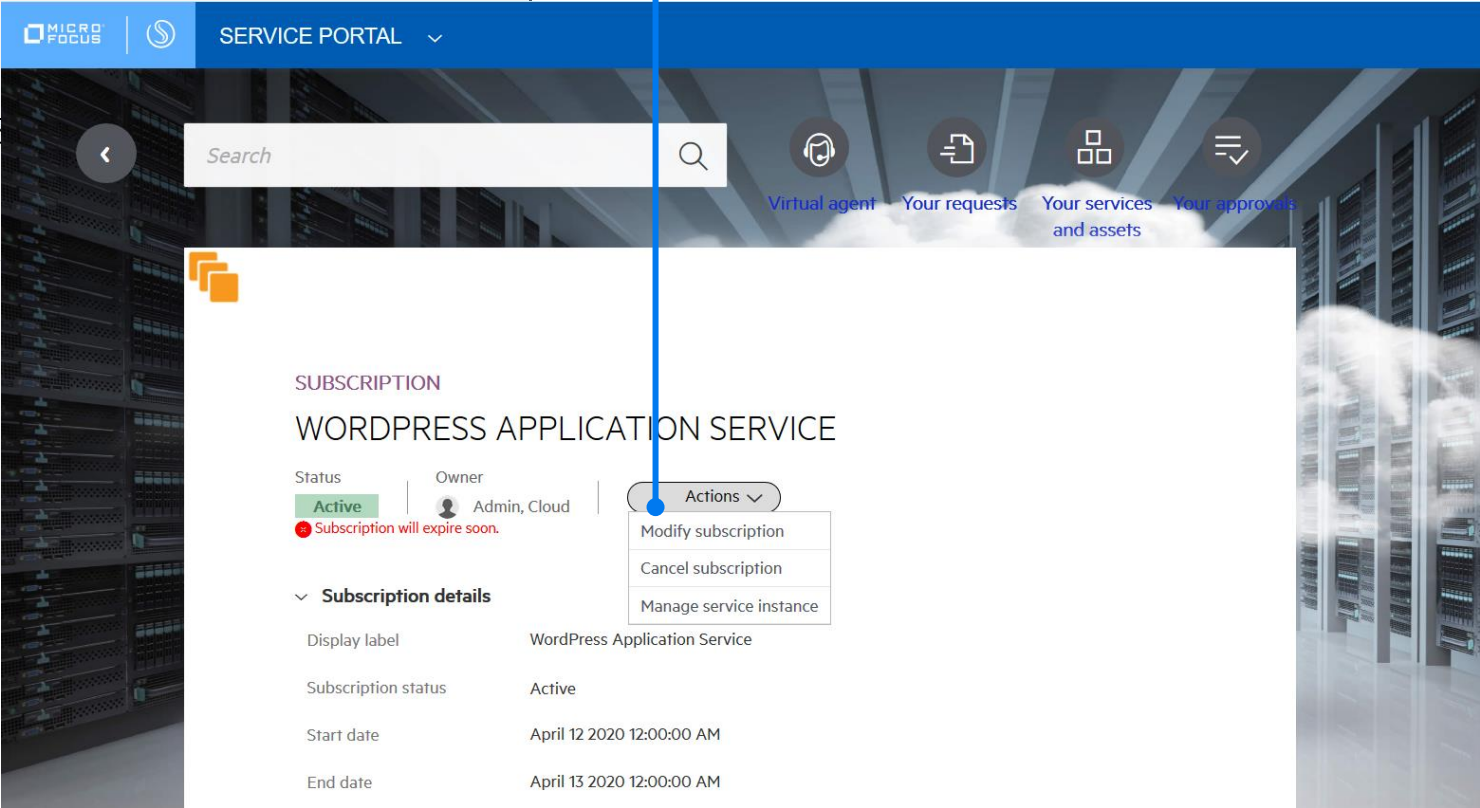 MICRO
FOCUS
SERVICE PORTAL
Search
Virtual agent
Your requests
Your services
and assets
Your approvals
SUBSCRIPTION
WORDPRESS APPLICATION SERVICE
Status
Owner
Active
Admin, Cloud
Actions
Subscription will expire soon.
Modify subscription
Cancel subscription
Manage service instance
Subscription details
Display label WordPress Application Service
Subscription status Active
Start date April 12 2020 12:00:00 AM
End date April 13 2020 12:00:00 AM